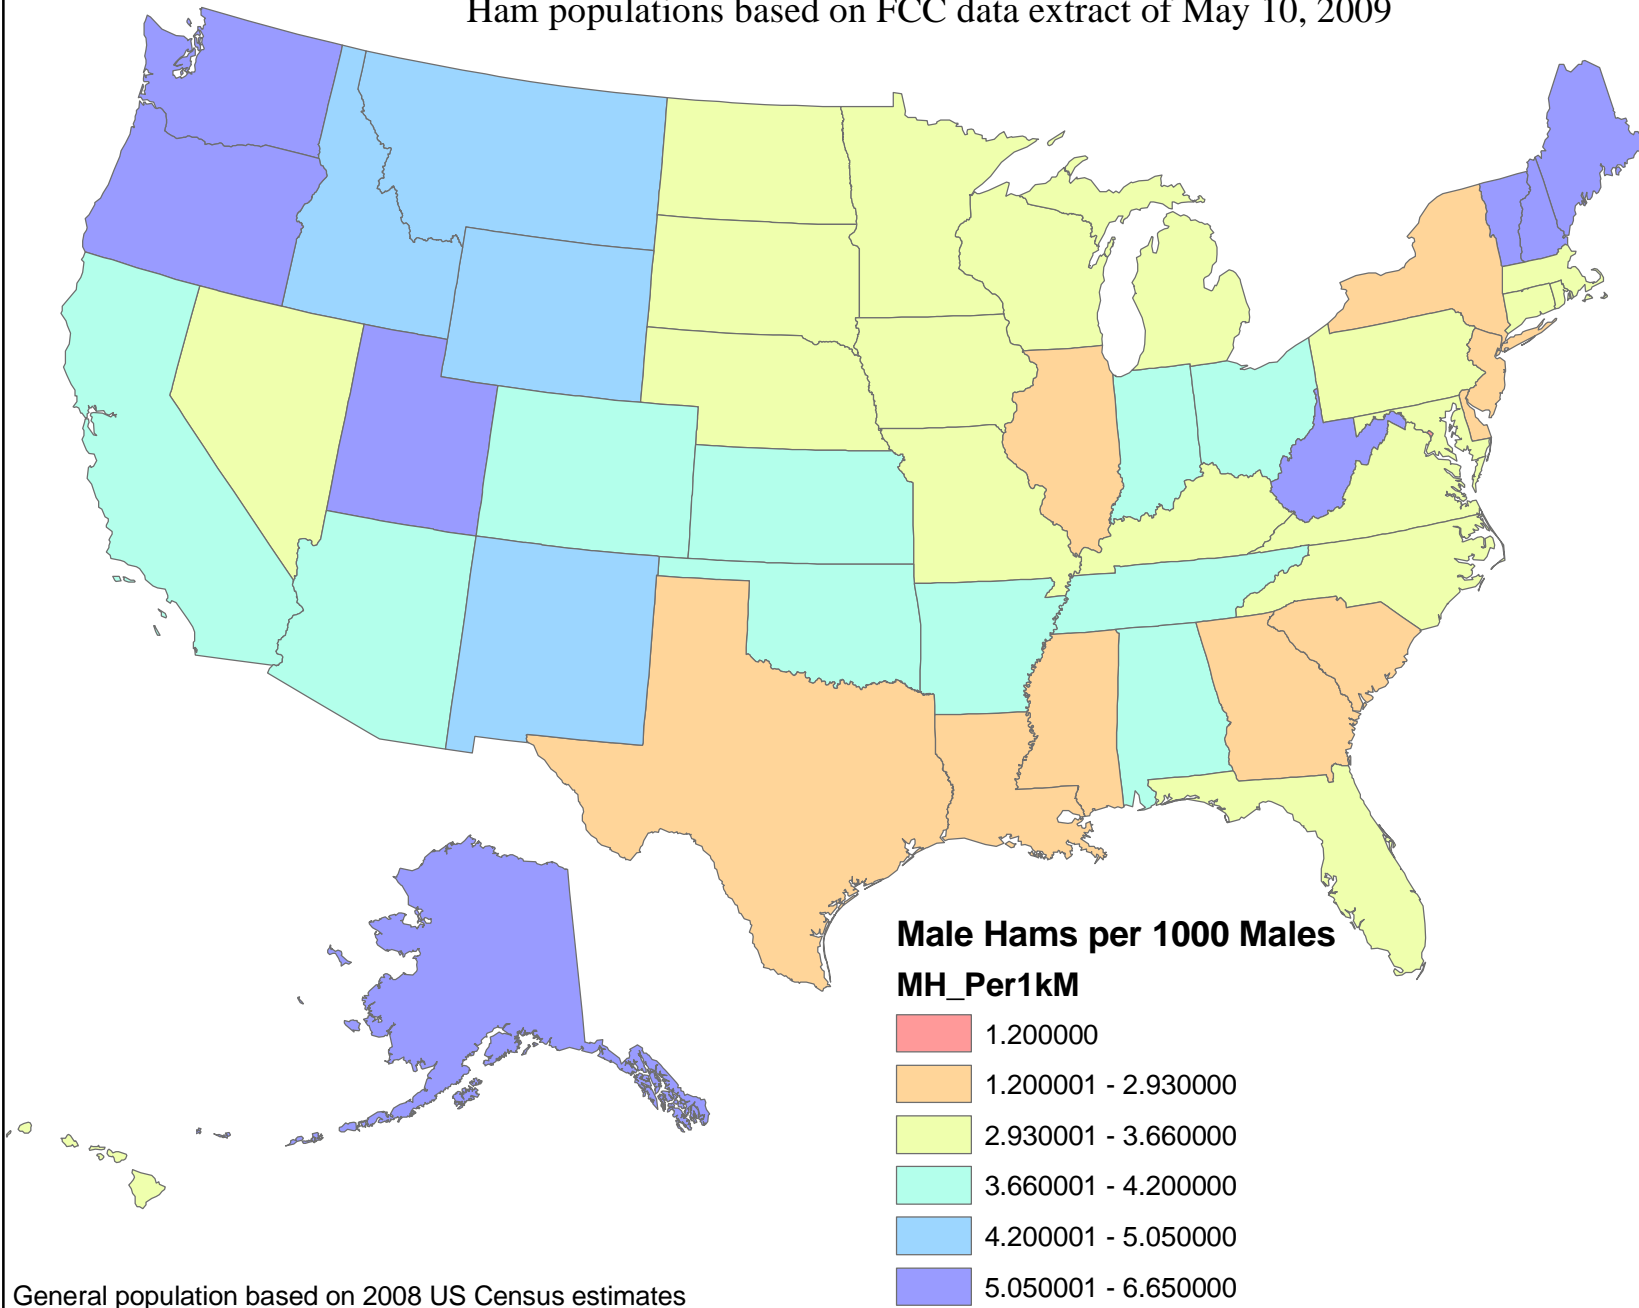 Ham populations based on FCC data extract of May 10, 2009
Male Hams per 1000 Males
MH_Per1kM
1.200000
1.200001 - 2.930000
2.930001 - 3.660000
3.660001 - 4.200000
4.200001 - 5.050000
5.050001 - 6.650000
General population based on 2008 US Census estimates